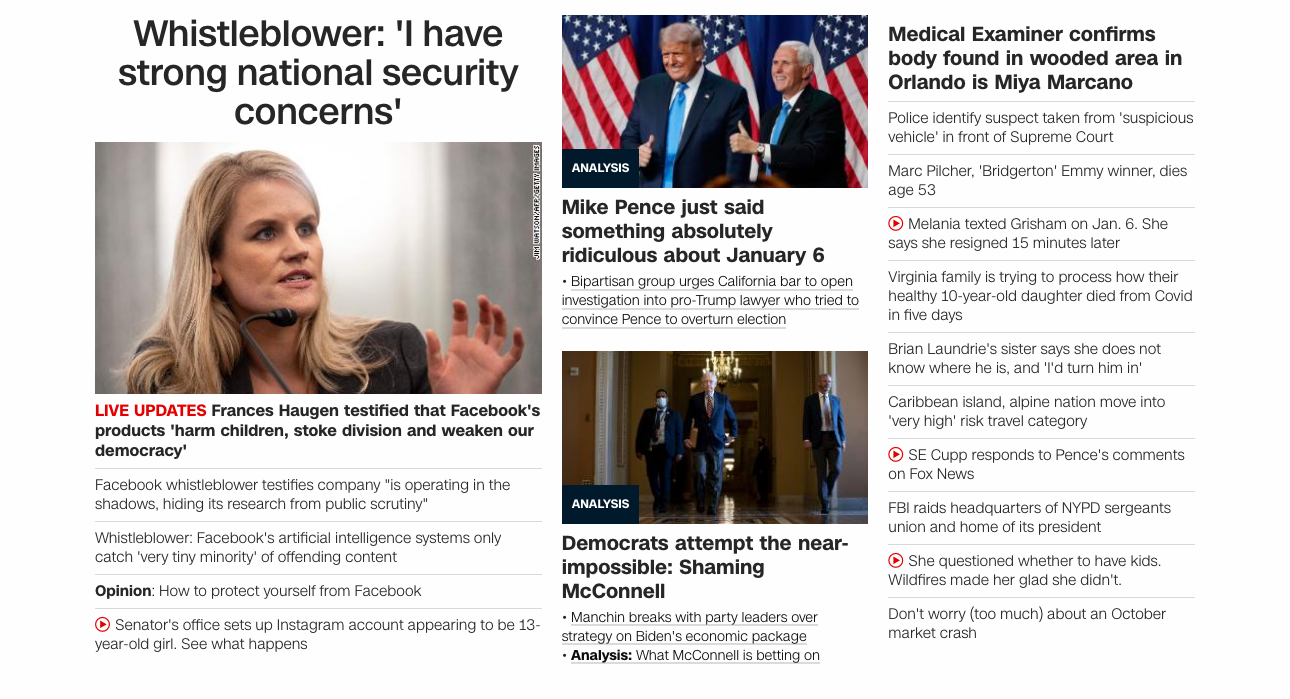 Whistleblower: 'I have
strong national security
concerns'
JIM WATSON/AFP/GETTY IMAGES
LIVE UPDATES Frances Haugen testified that Facebook's
products 'harm children, stoke division and weaken our
democracy'
Facebook whistleblower testifies company "is operating in the
shadows, hiding its research from public scrutiny"
Whistleblower: Facebook's artificial intelligence systems only
catch 'very tiny minority' of offending content
Opinion: How to protect yourself from Facebook
Senator's office sets up Instagram account appearing to be 13-
year-old girl. See what happens
ANALYSIS
Mike Pence just said
something absolutely
ridiculous about January 6
• Bipartisan group urges California bar to open
investigation into pro-Trump lawyer who tried to
convince Pence to overturn election
ANALYSIS
Democrats attempt the near-
impossible: Shaming
McConnell
• Manchin breaks with party leaders over
strategy on Biden's economic package
• Analysis: What McConnell is betting on
Medical Examiner confirms
body found in wooded area in
Orlando is Miya Marcano
Police identify suspect taken from 'suspicious
vehicle' in front of Supreme Court
Marc Pilcher, 'Bridgerton' Emmy winner, dies
age 53
Melania texted Grisham on Jan. 6. She
says she resigned 15 minutes later
Virginia family is trying to process how their
healthy 10-year-old daughter died from Covid
in five days
Brian Laundrie's sister says she does not
know where he is, and 'I'd turn him in'
Caribbean island, alpine nation move into
'very high' risk travel category
SE Cupp responds to Pence's comments
on Fox News
FBI raids headquarters of NYPD sergeants
union and home of its president
She questioned whether to have kids.
Wildfires made her glad she didn't.
Don't worry (too much) about an October
market crash